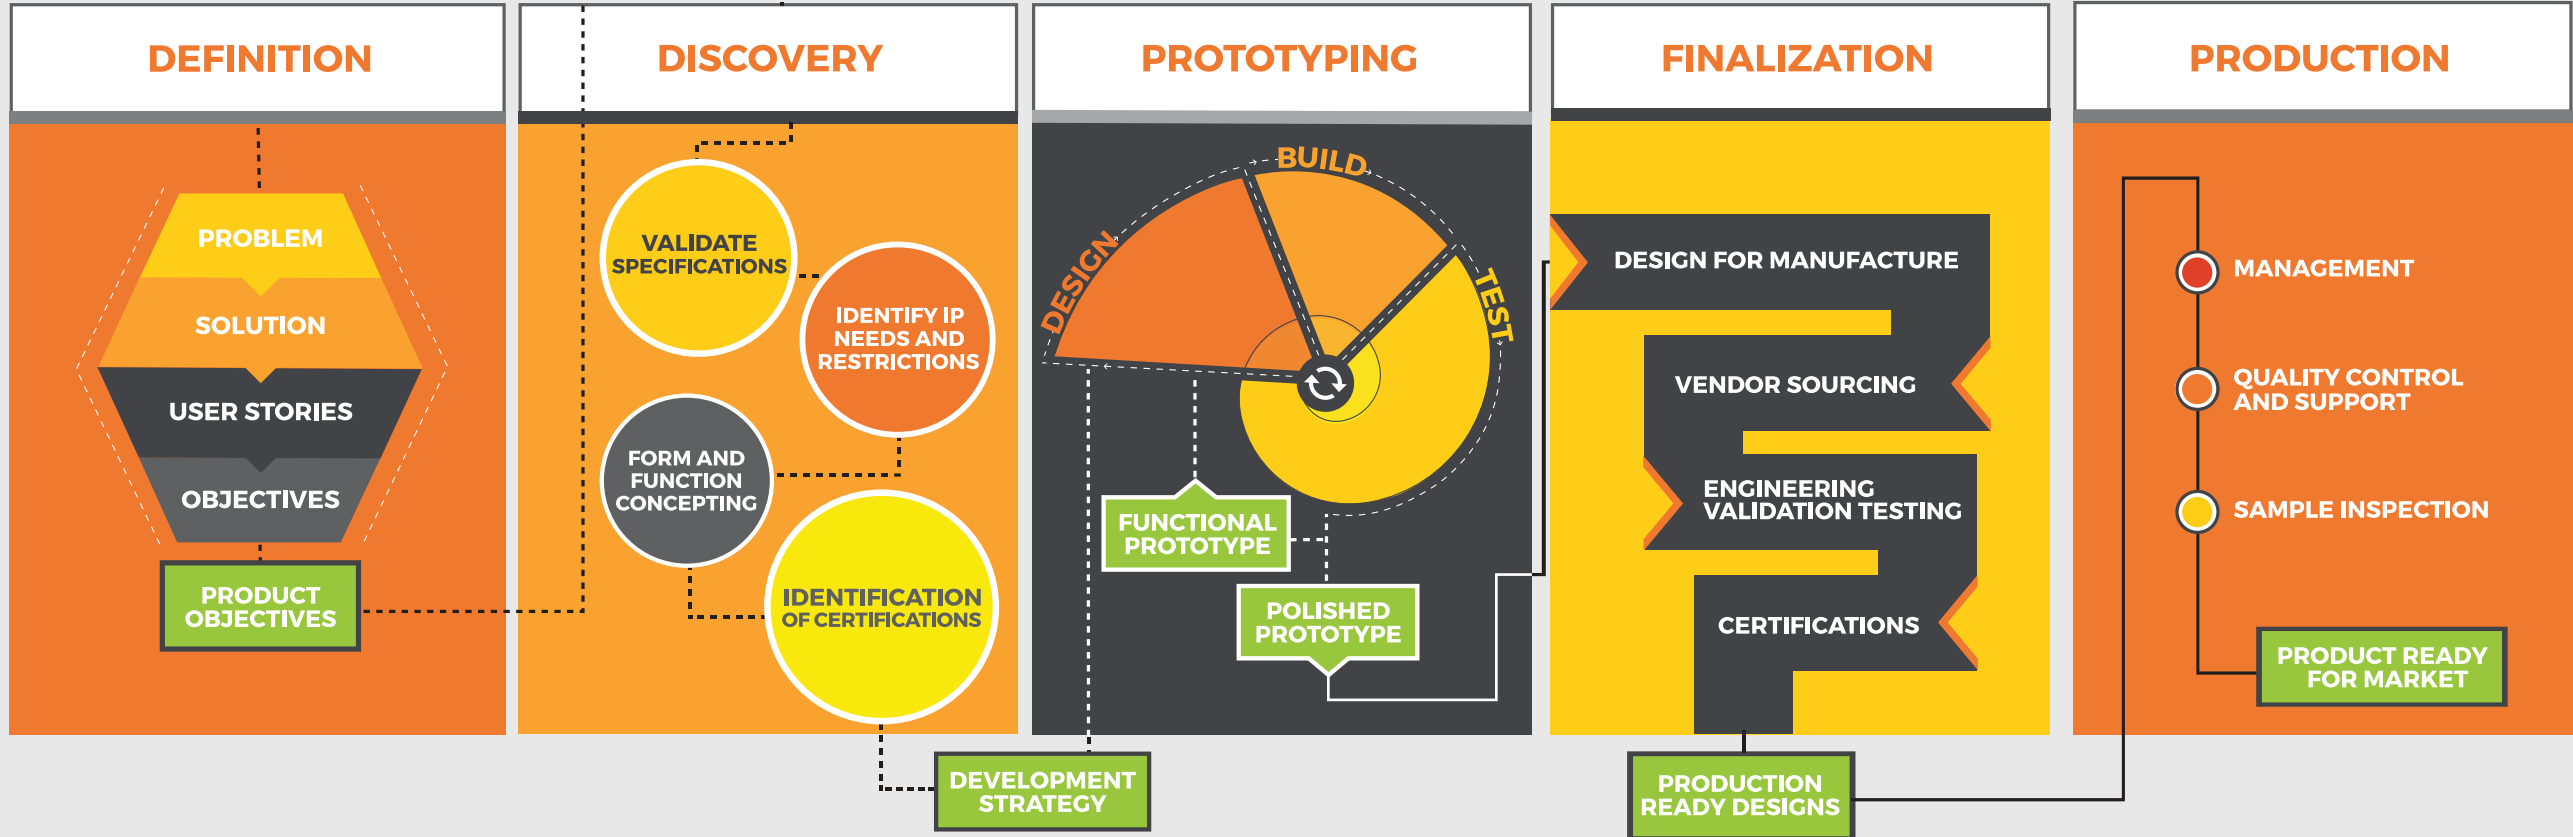 DEFINITION
PROBLEM
SOLUTION
USER STORIES
OBJECTIVES
PRODUCT
OBJECTIVES
DISCOVERY
VALIDATE
SPECIFICATIONS
IDENTIFY IP
NEEDS AND
RESTRICTIONS
FORM AND
FUNCTION
CONCEPTING
IDENTIFICATION
OF CERTIFICATIONS
DEVELOPMENT
STRATEGY
PROTOTYPING
DESIGN
BUILD
TEST
FUNCTIONAL
PROTOTYPE
POLISHED
PROTOTYPE
FINALIZATION
DESIGN FOR MANUFACTURE
VENDOR SOURCING
ENGINEERING
VALIDATION TESTING
CERTIFICATIONS
PRODUCTION
READY DESIGNS
PRODUCTION
MANAGEMENT
QUALITY CONTROL
AND SUPPORT
SAMPLE INSPECTION
PRODUCT READY
FOR MARKET